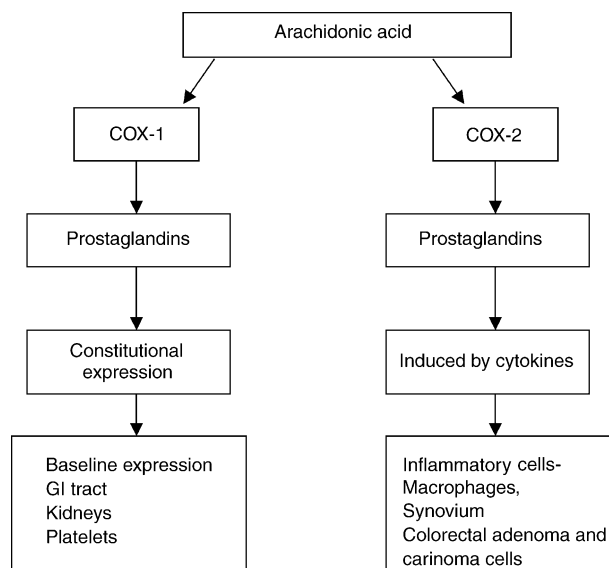 Arachidonic acid
COX-1
COX-2
Prostaglandins
Prostaglandins
Constitutional
expression
Induced by cytokines
Baseline expression
GI tract
Kidneys
Platelets
Inflammatory cells-
Macrophages,
Synovium
Colorectal adenoma and
carinoma cells